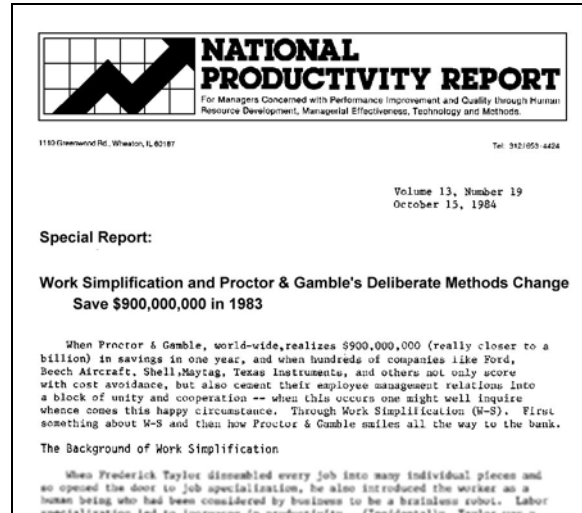 NATIONAL
PRODUCTIVITY REPORT
For Managers Concerned with Performance Improvement and Quality through Human
Resource Development, Managerial Effectiveness, Technology and Methods.
1110 Greenwood Rd., Wheaton, IL 60187
Tel: 312/653-4424
Volume 13, Number 19
October 15, 1984
Special Report:
Work Simplification and Proctor & Gamble's Deliberate Methods Change
Save $900,000,000 in 1983
When Proctor & Gamble, world-wide,realizes $900,000,000 (really closer to a
billion) in savings in one year, and when hundreds of companies like Ford,
Beech Aircraft, Shell,Maytag, Texas Instruments, and others not only score
with cost avoidance, but also cement their employee management relations into
a block of unity and cooperation -- when this occurs one might well inquire
whence comes this happy circumstance. Through Work Simplification (W-S). First
something about W-S and then how Proctor & Gamble smiles all the way to the bank.
The Background of Work Simplification
When Frederick Taylor dissembled every job into many individual pieces and
so opened the door to job specialization, he also introduced the worker as a
human being who had been considered by business to be a brainless robot. Labor